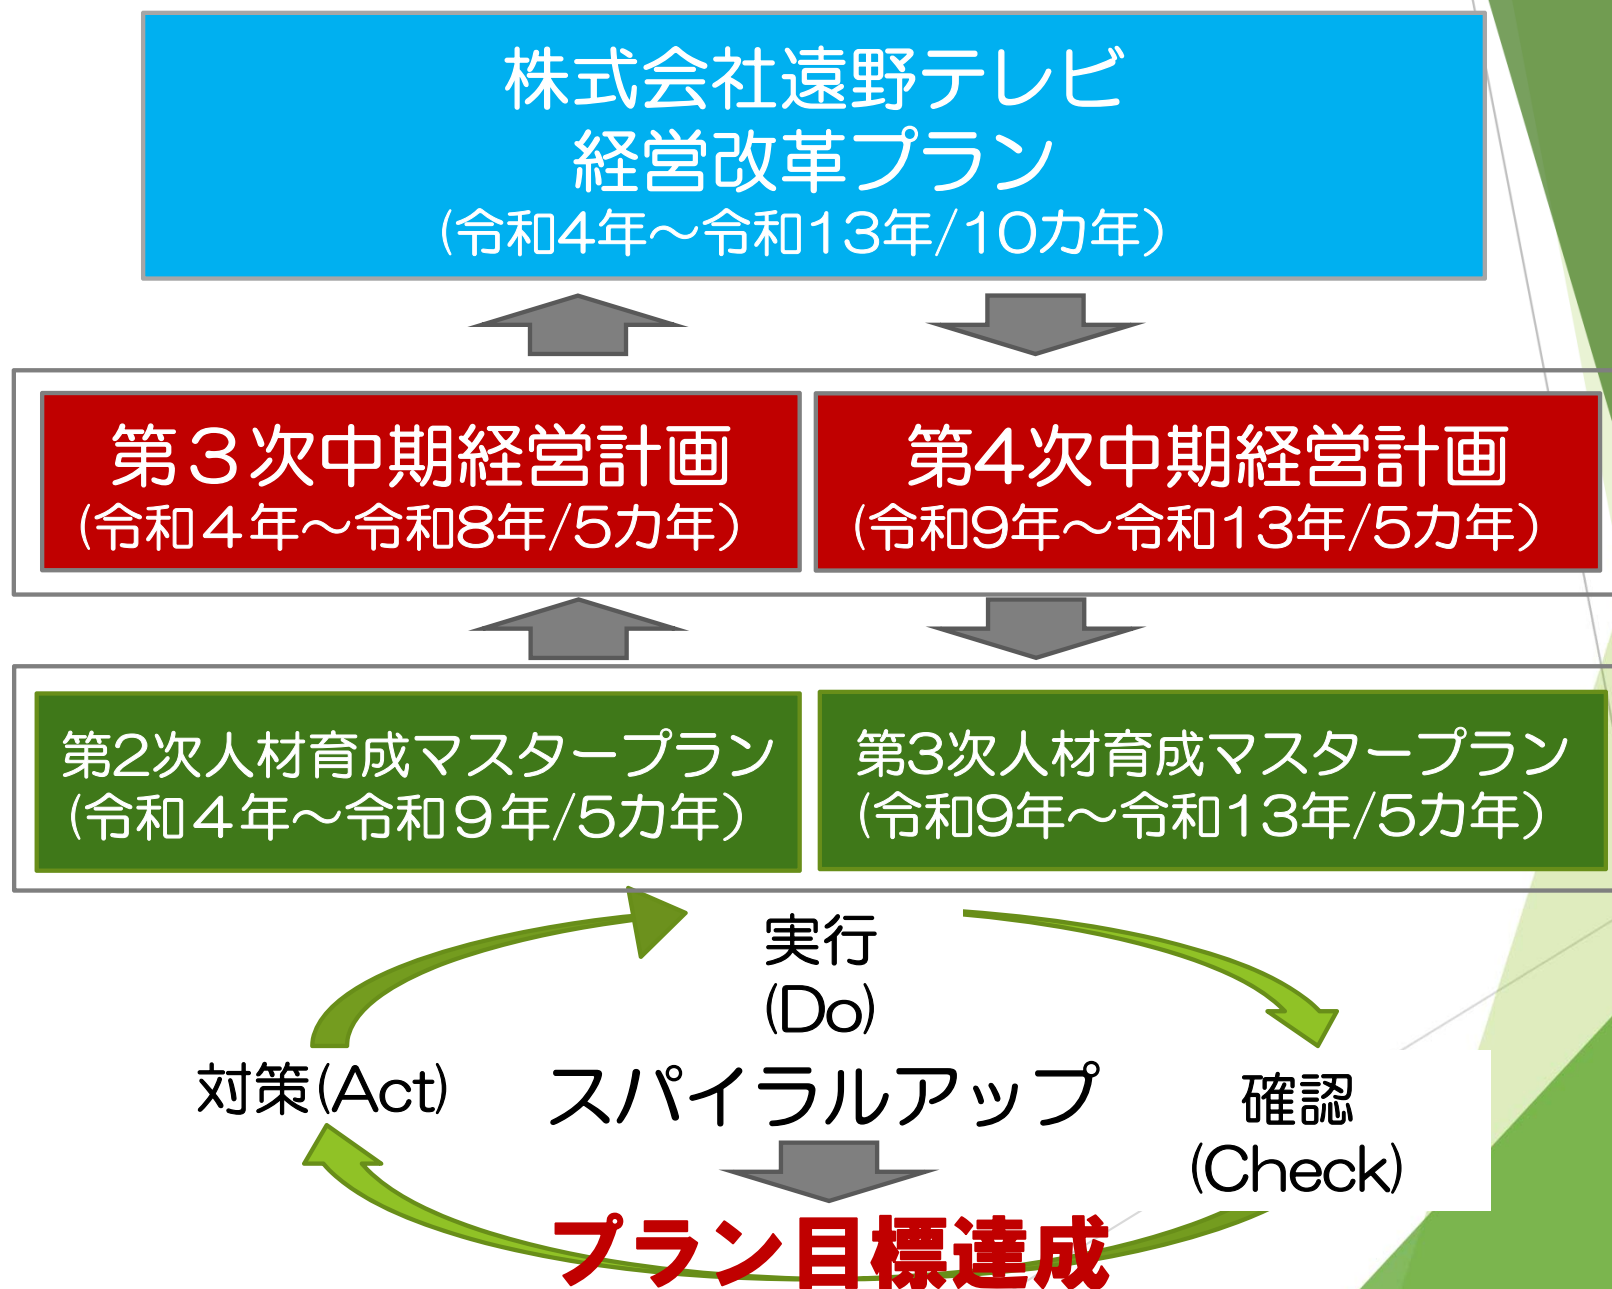 株式会社遠野テレビ
経営改革プラン
(令和4年～令和13年/10カ年)
第３次中期経営計画
(令和４年～令和8年/5カ年)
第4次中期経営計画
(令和9年～令和13年/5カ年)
第2次人材育成マスタープラン
(令和４年～令和９年/5カ年)
第3次人材育成マスタープラン
(令和9年～令和13年/5カ年)
実行
(Do)
対策(Act)
スパイラルアップ
確認
(Check)
プラン目標達成